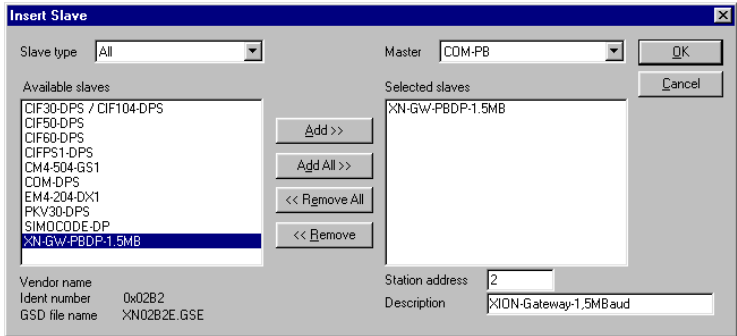 Insert Slave
Slave type All
Master COM-PB
OK
Cancel
Available slaves
CIF30-DPS / CIF104-DPS
CIF50-DPS
CIF60-DPS
CIFPS1-DPS
CM4-504-GS1
COM-DPS
EM4-204-DX1
PKV30-DPS
SIMOCODE-DP
XN-GW-PBDP-1.5MB
Add >>
Add All >>
<< Remove All
<< Remove
Selected slaves
XN-GW-PBDP-1.5MB
Vendor name
Ident number 0x02B2
GSD file name XN02B2E.GSE
Station address 2
Description XION-Gateway-1,5MBaud